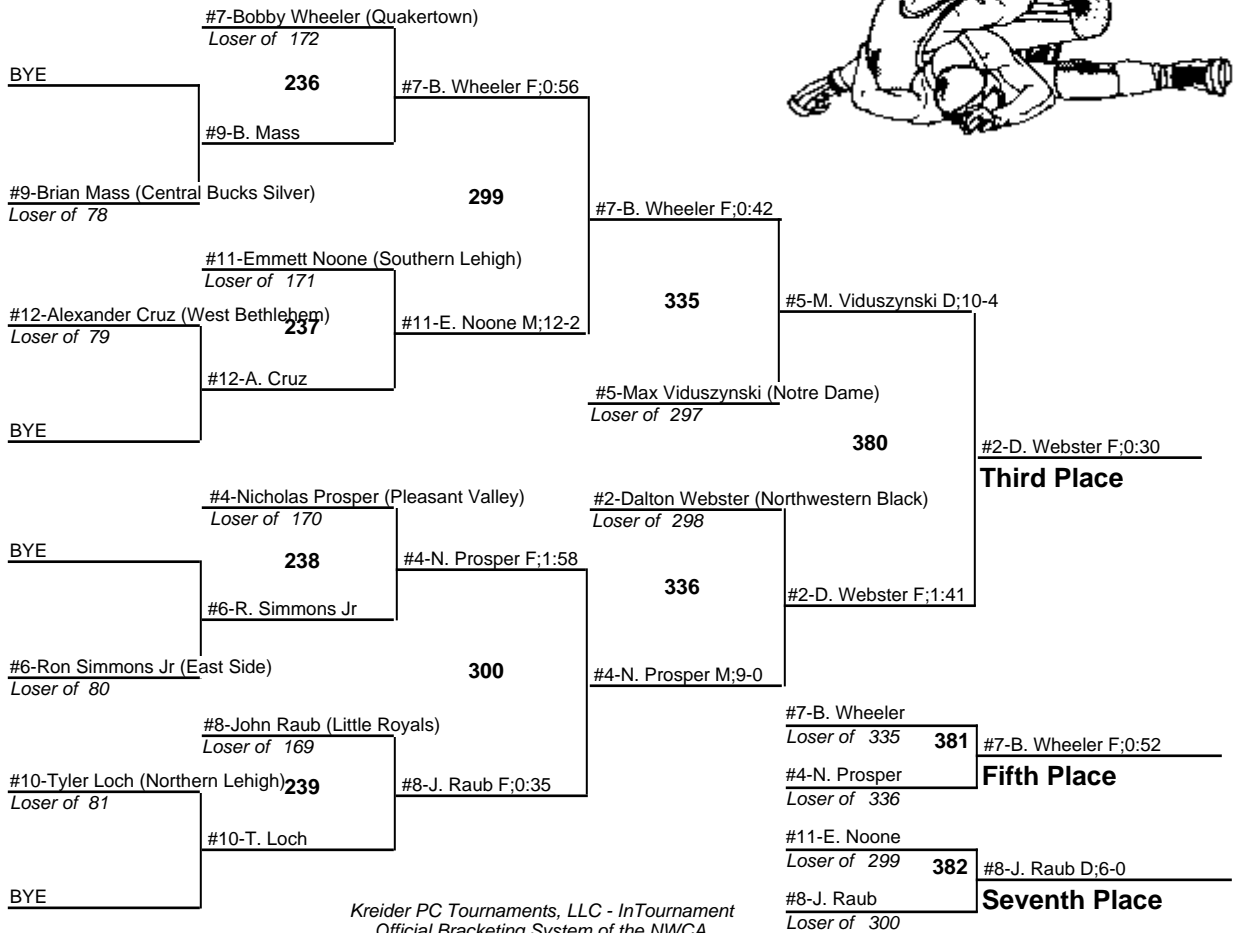 #7-Bobby Wheeler (Quakertown)
Loser of 172
BYE
236
#7-B. Wheeler F;0:56
#9-B. Mass
#9-Brian Mass (Central Bucks Silver)
Loser of 78
299
#7-B. Wheeler F;0:42
#11-Emmett Noone (Southern Lehigh)
Loser of 171
#12-Alexander Cruz (West Bethlehem)
Loser of 79
237
#11-E. Noone M;12-2
335
#5-M. Viduszynski D;10-4
#12-A. Cruz
#5-Max Viduszynski (Notre Dame)
Loser of 297
BYE
380
#2-D. Webster F;0:30
Third Place
#4-Nicholas Prosper (Pleasant Valley)
Loser of 170
#2-Dalton Webster (Northwestern Black)
Loser of 298
BYE
238
#4-N. Prosper F;1:58
336
#2-D. Webster F;1:41
#6-R. Simmons Jr
#6-Ron Simmons Jr (East Side)
Loser of 80
300
#4-N. Prosper M;9-0
#8-John Raub (Little Royals)
Loser of 169
#7-B. Wheeler
Loser of 335
381
#7-B. Wheeler F;0:52
Fifth Place
#10-Tyler Loch (Northern Lehigh)
Loser of 81
239
#8-J. Raub F;0:35
#4-N. Prosper
Loser of 336
#10-T. Loch
#11-E. Noone
Loser of 299
382
#8-J. Raub D;6-0
Seventh Place
BYE
#8-J. Raub
Loser of 300
Kreider PC Tournaments, LLC - InTournament
Official Bracketing System of the NWCA